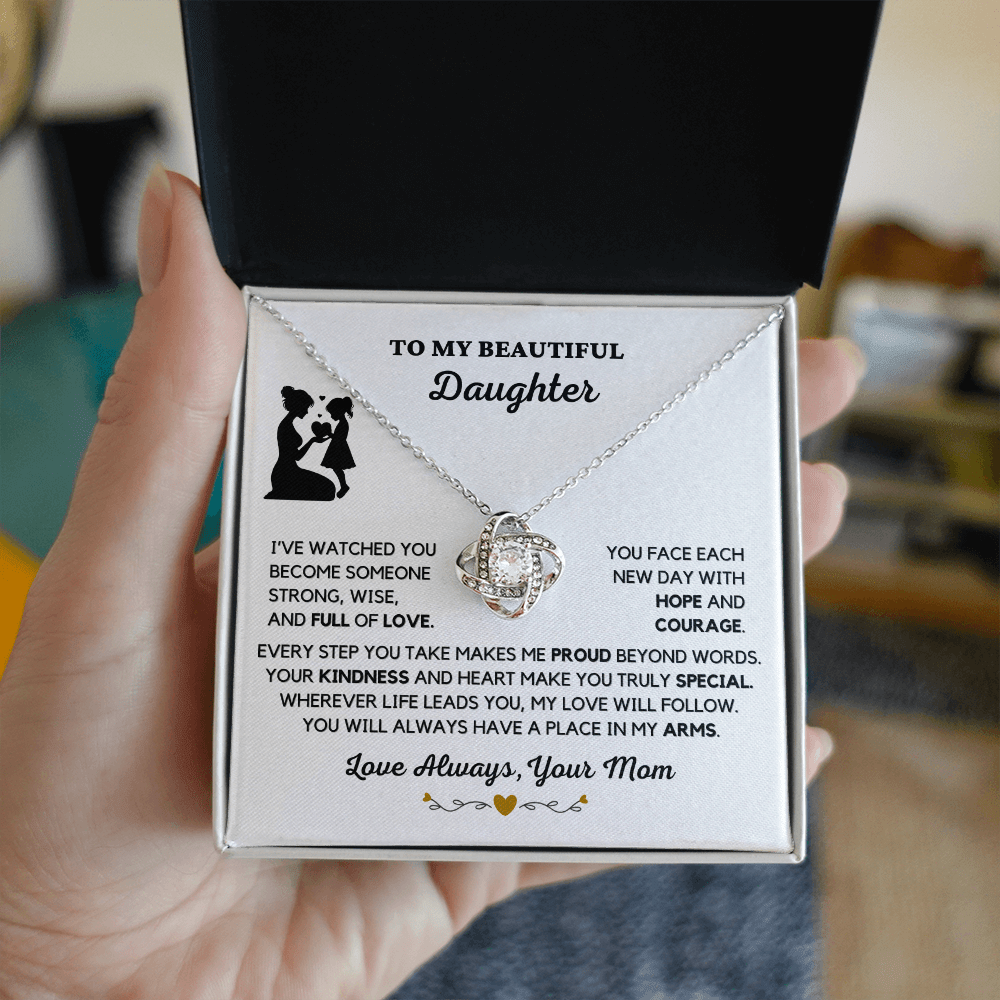 TO MY BEAUTIFUL
Daughter
I'VE WATCHED YOU
BECOME SOMEONE
STRONG, WISE,
AND FULL OF LOVE.
YOU FACE EACH
NEW DAY WITH
HOPE AND
COURAGE.
EVERY STEP YOU TAKE MAKES ME PROUD BEYOND WORDS.
YOUR KINDNESS AND HEART MAKE YOU TRULY SPECIAL.
WHEREVER LIFE LEADS YOU, MY LOVE WILL FOLLOW.
YOU WILL ALWAYS HAVE A PLACE IN MY ARMS.
Love Always, Your Mom